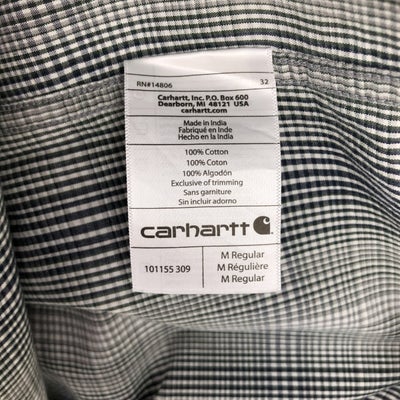 RN#14806 32
Carhartt, Inc. P.O. Box 600
Dearborn, MI 48121 USA
carhartt.com
Made in India
Fabriqué en Inde
Hecho en la India
100% Cotton
100% Coton
100% Algodón
Exclusive of trimming
Sin garniture
Sin incluir adorno
carhartt
101155 309
M Regular
M Régulière
M Regular